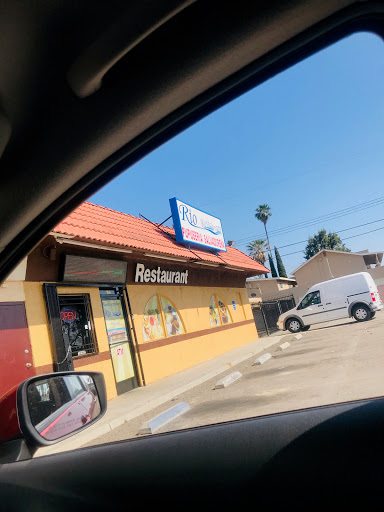 Rio
PUPUSERIA SALVADOREÑA
Restaurant
OPEN